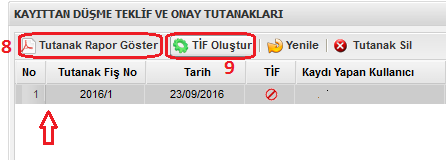 KAYITTAN DÜŞME TEKLİF VE ONAY TUTANAKLARI
8 Tutanak Rapor Göster TİF Oluştur Yenile Tutanak Sil
9
No Tutanak Fiş No Tarih TİF Kaydı Yapan Kullanıcı
1 2016/1 23/09/2016